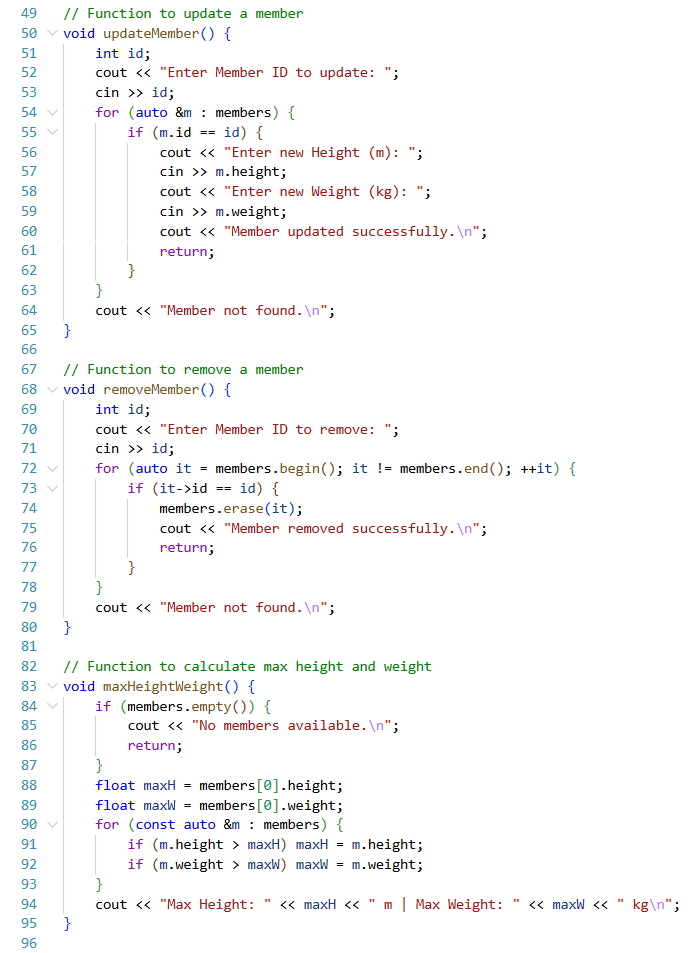 49 // Function to update a member
50 void updateMember() {
51     int id;
52     cout << "Enter Member ID to update: ";
53     cin >> id;
54     for (auto &m : members) {
55         if (m.id == id) {
56             cout << "Enter new Height (m): ";
57             cin >> m.height;
58             cout << "Enter new Weight (kg): ";
59             cin >> m.weight;
60             cout << "Member updated successfully.\n";
61             return;
62         }
63     }
64     cout << "Member not found.\n";
65 }
66
67 // Function to remove a member
68 void removeMember() {
69     int id;
70     cout << "Enter Member ID to remove: ";
71     cin >> id;
72     for (auto it = members.begin(); it != members.end(); ++it) {
73         if (it->id == id) {
74             members.erase(it);
75             cout << "Member removed successfully.\n";
76             return;
77         }
78     }
79     cout << "Member not found.\n";
80 }
81
82 // Function to calculate max height and weight
83 void maxHeightWeight() {
84     if (members.empty()) {
85         cout << "No members available.\n";
86         return;
87     }
88     float maxH = members[0].height;
89     float maxW = members[0].weight;
90     for (const auto &m : members) {
91         if (m.height > maxH) maxH = m.height;
92         if (m.weight > maxW) maxW = m.weight;
93     }
94     cout << "Max Height: " << maxH << " m | Max Weight: " << maxW << " kg\n";
95 }
96